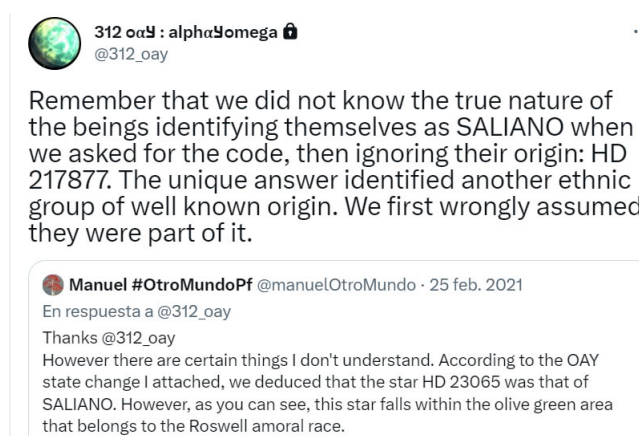 312 oaყ : alphaYomega
@312_oay
Remember that we did not know the true nature of
the beings identifying themselves as SALIANO when
we asked for the code, then ignoring their origin: HD
217877. The unique answer identified another ethnic
group of well known origin. We first wrongly assumed
they were part of it.
Manuel #OtroMundoPf @manuelOtroMundo · 25 feb. 2021
En respuesta a @312_oay
Thanks @312_oay
However there are certain things I don't understand. According to the OAY
state change I attached, we deduced that the star HD 23065 was that of
SALIANO. However, as you can see, this star falls within the olive green area
that belongs to the Roswell amoral race.